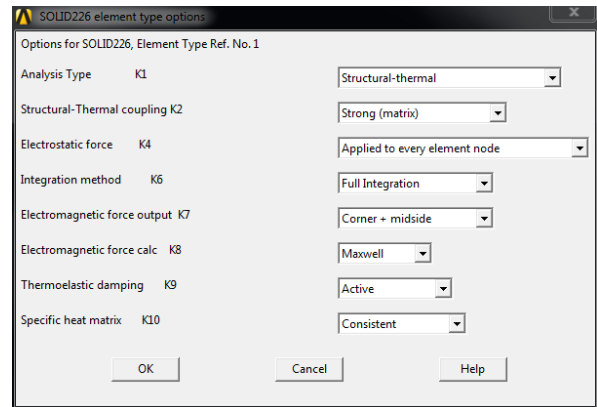 SOLID226 element type options
Options for SOLID226, Element Type Ref. No. 1
Analysis Type K1 Structural-thermal
Structural-Thermal coupling K2 Strong (matrix)
Electrostatic force K4 Applied to every element node
Integration method K6 Full Integration
Electromagnetic force output K7 Corner + midside
Electromagnetic force calc K8 Maxwell
Thermoelastic damping K9 Active
Specific heat matrix K10 Consistent
OK Cancel Help